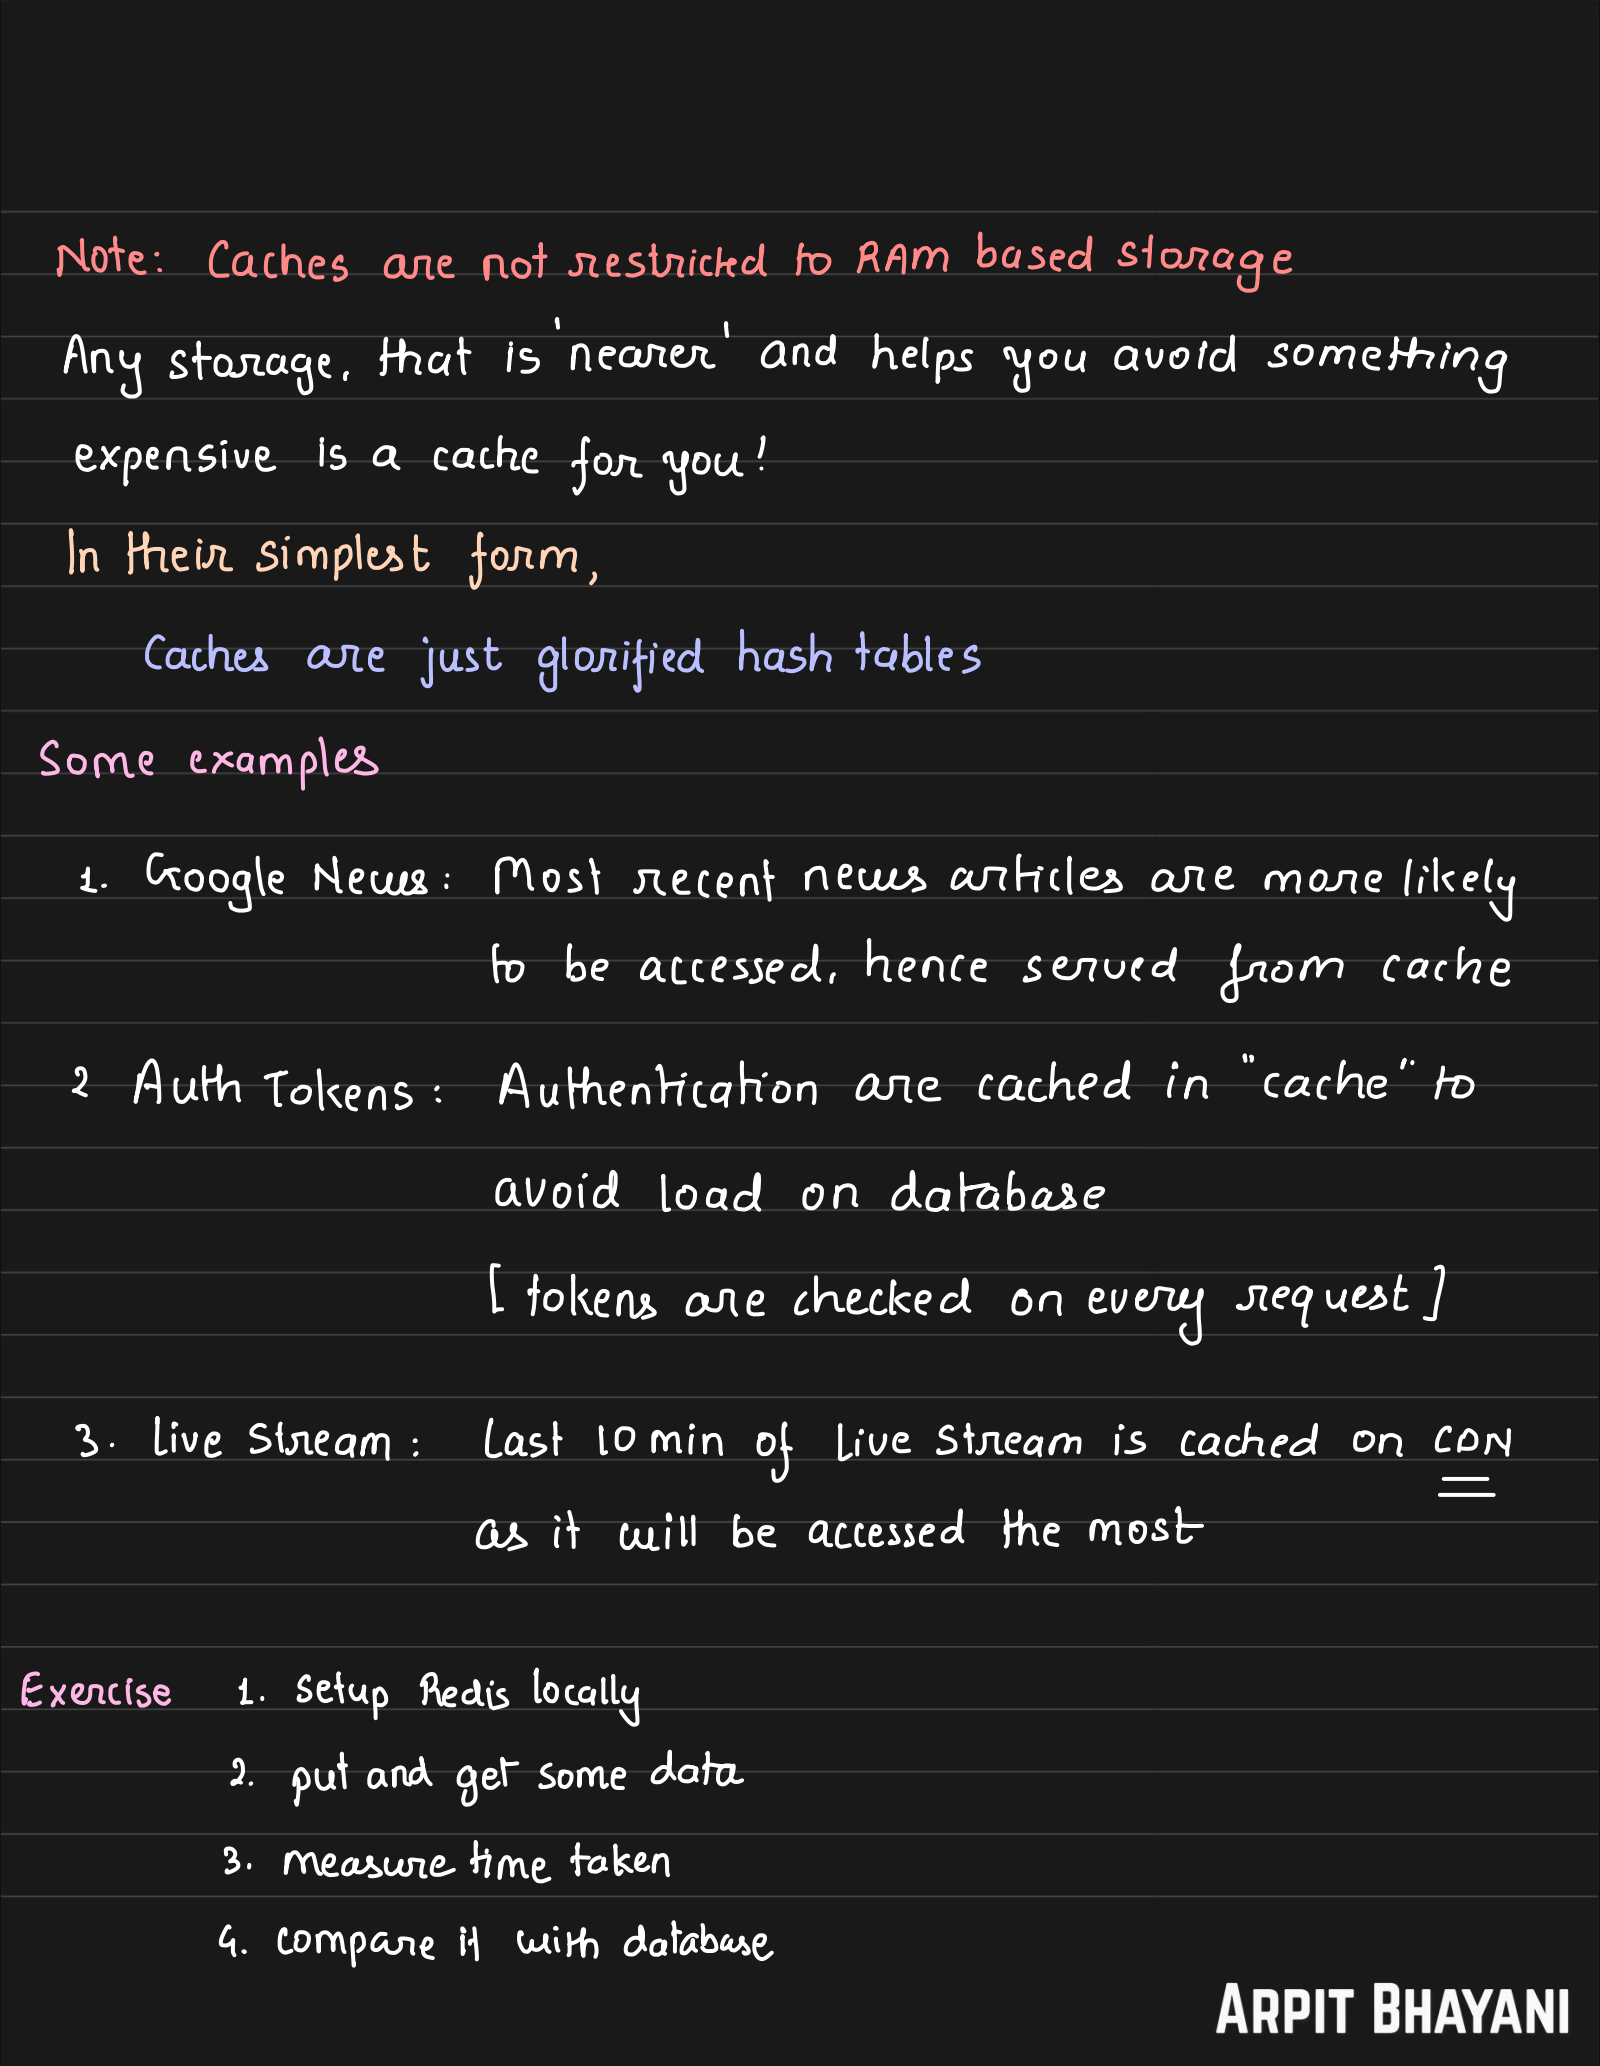 Note: Caches are not restricted to RAM based storage
Any storage, that is 'nearer' and helps you avoid something
expensive is a cache for you!
In their simplest form,
Caches are just glorified hash tables
Some examples
1. Google News: Most recent news articles are more likely
to be accessed, hence served from cache
2 Auth Tokens: Authentication are cached in "cache" to
avoid load on database
[tokens are checked on every request]
3. Live Stream: Last 10 min of Live stream is cached on CDN
as it will be accessed the most
Exercise 1. Setup Redis locally
2. put and get some data
3. measure time taken
4. compare it with database
ARPIT BHAYANI